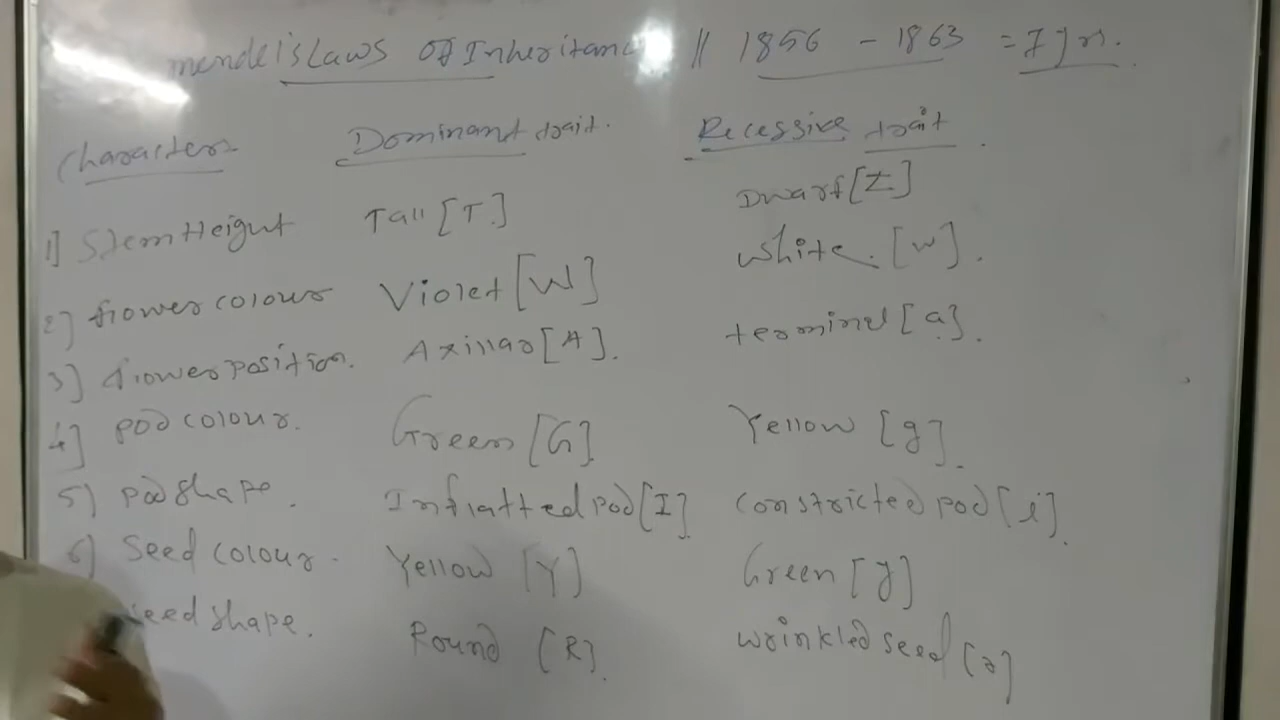 mendel's Laws Of Inheritance || 1856 - 1863 = 7 yrs.
Characters Dominant trait. Recessive trait.
1] Stem Height Tall [T] Dwarf [t]
2] flower colour Violet [W] White. [w].
3] flower position. Axillar [A]. terminal [a].
4] pod colour. Green [G] Yellow [g].
5) pod shape. Inflatted pod [I] constricted pod [i].
6) Seed colour. Yellow [Y] Green [y]
seed shape. Round [R]. wrinkled seed [r]